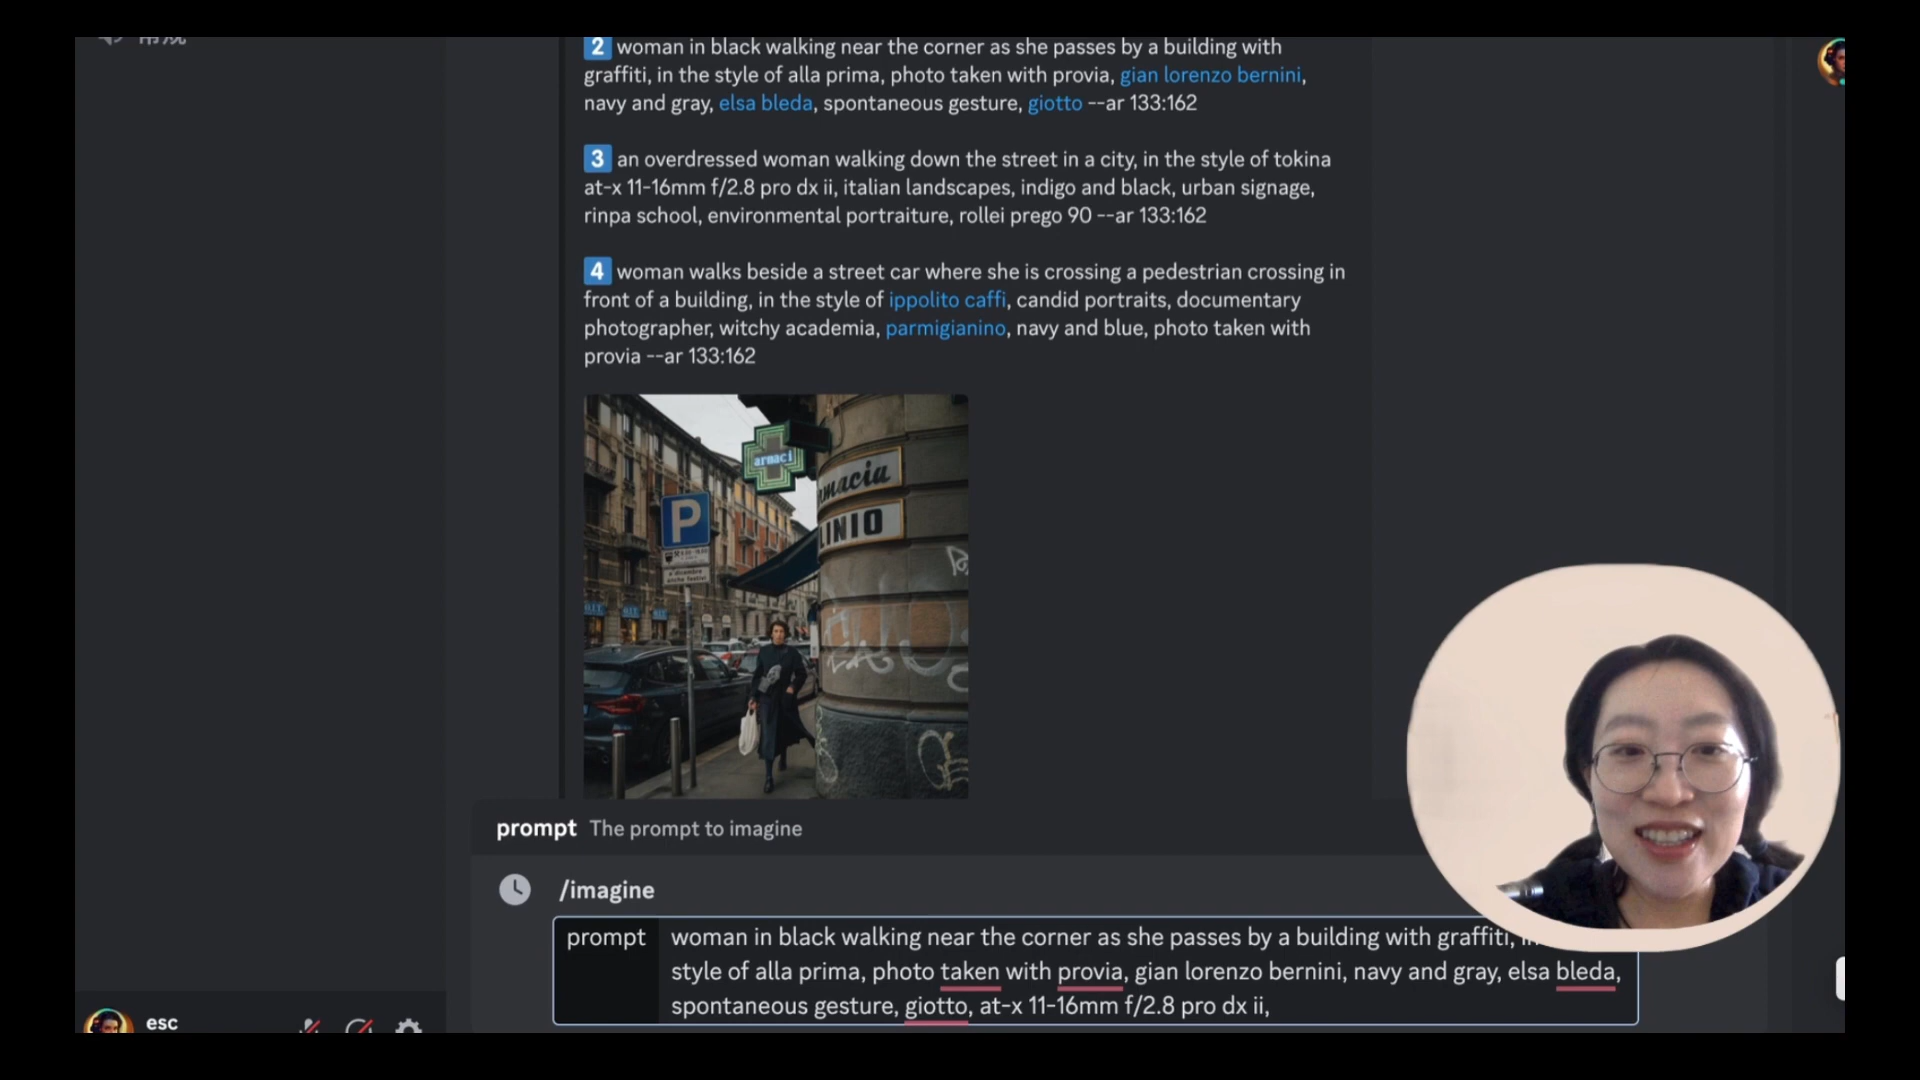 2 woman in black walking near the corner as she passes by a building with
graffiti, in the style of alla prima, photo taken with provia, gian lorenzo bernini,
navy and gray, elsa bleda, spontaneous gesture, giotto --ar 133:162
3 an overdressed woman walking down the street in a city, in the style of tokina
at-x 11-16mm f/2.8 pro dx ii, italian landscapes, indigo and black, urban signage,
rinpa school, environmental portraiture, rollei prego 90 --ar 133:162
4 woman walks beside a street car where she is crossing a pedestrian crossing in
front of a building, in the style of ippolito caffi, candid portraits, documentary
photographer, witchy academia, parmigianino, navy and blue, photo taken with
provia --ar 133:162
armaci
macia
LINIO
P
prompt The prompt to imagine
/imagine
prompt woman in black walking near the corner as she passes by a building with graffiti,
style of alla prima, photo taken with provia, gian lorenzo bernini, navy and gray, elsa bleda,
spontaneous gesture, giotto, at-x 11-16mm f/2.8 pro dx ii,
esc